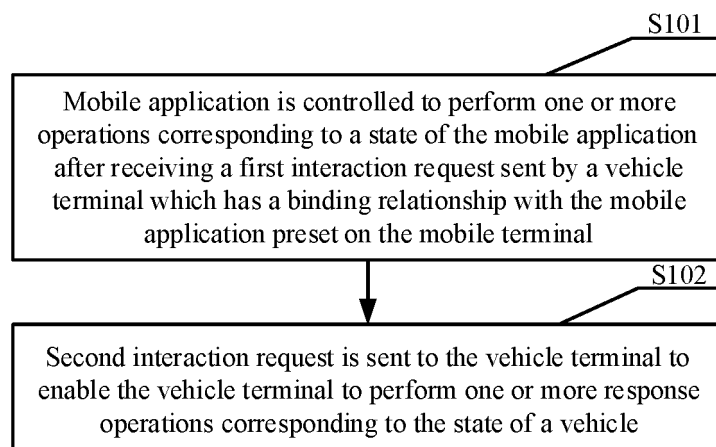 S101
Mobile application is controlled to perform one or more
operations corresponding to a state of the mobile application
after receiving a first interaction request sent by a vehicle
terminal which has a binding relationship with the mobile
application preset on the mobile terminal
S102
Second interaction request is sent to the vehicle terminal to
enable the vehicle terminal to perform one or more response
operations corresponding to the state of a vehicle